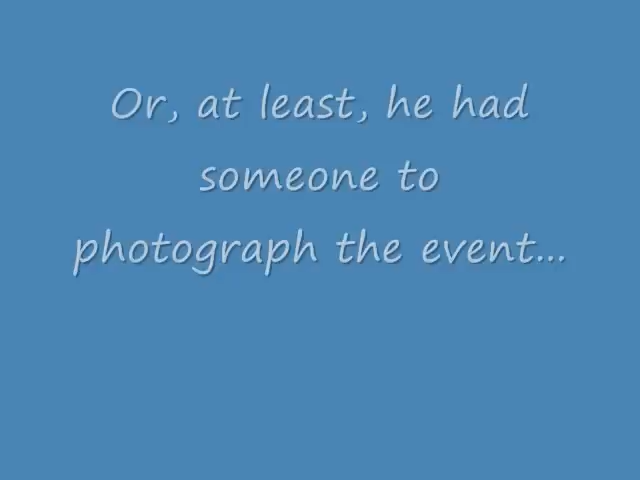 Or, at least, he had
someone to
photograph the event...